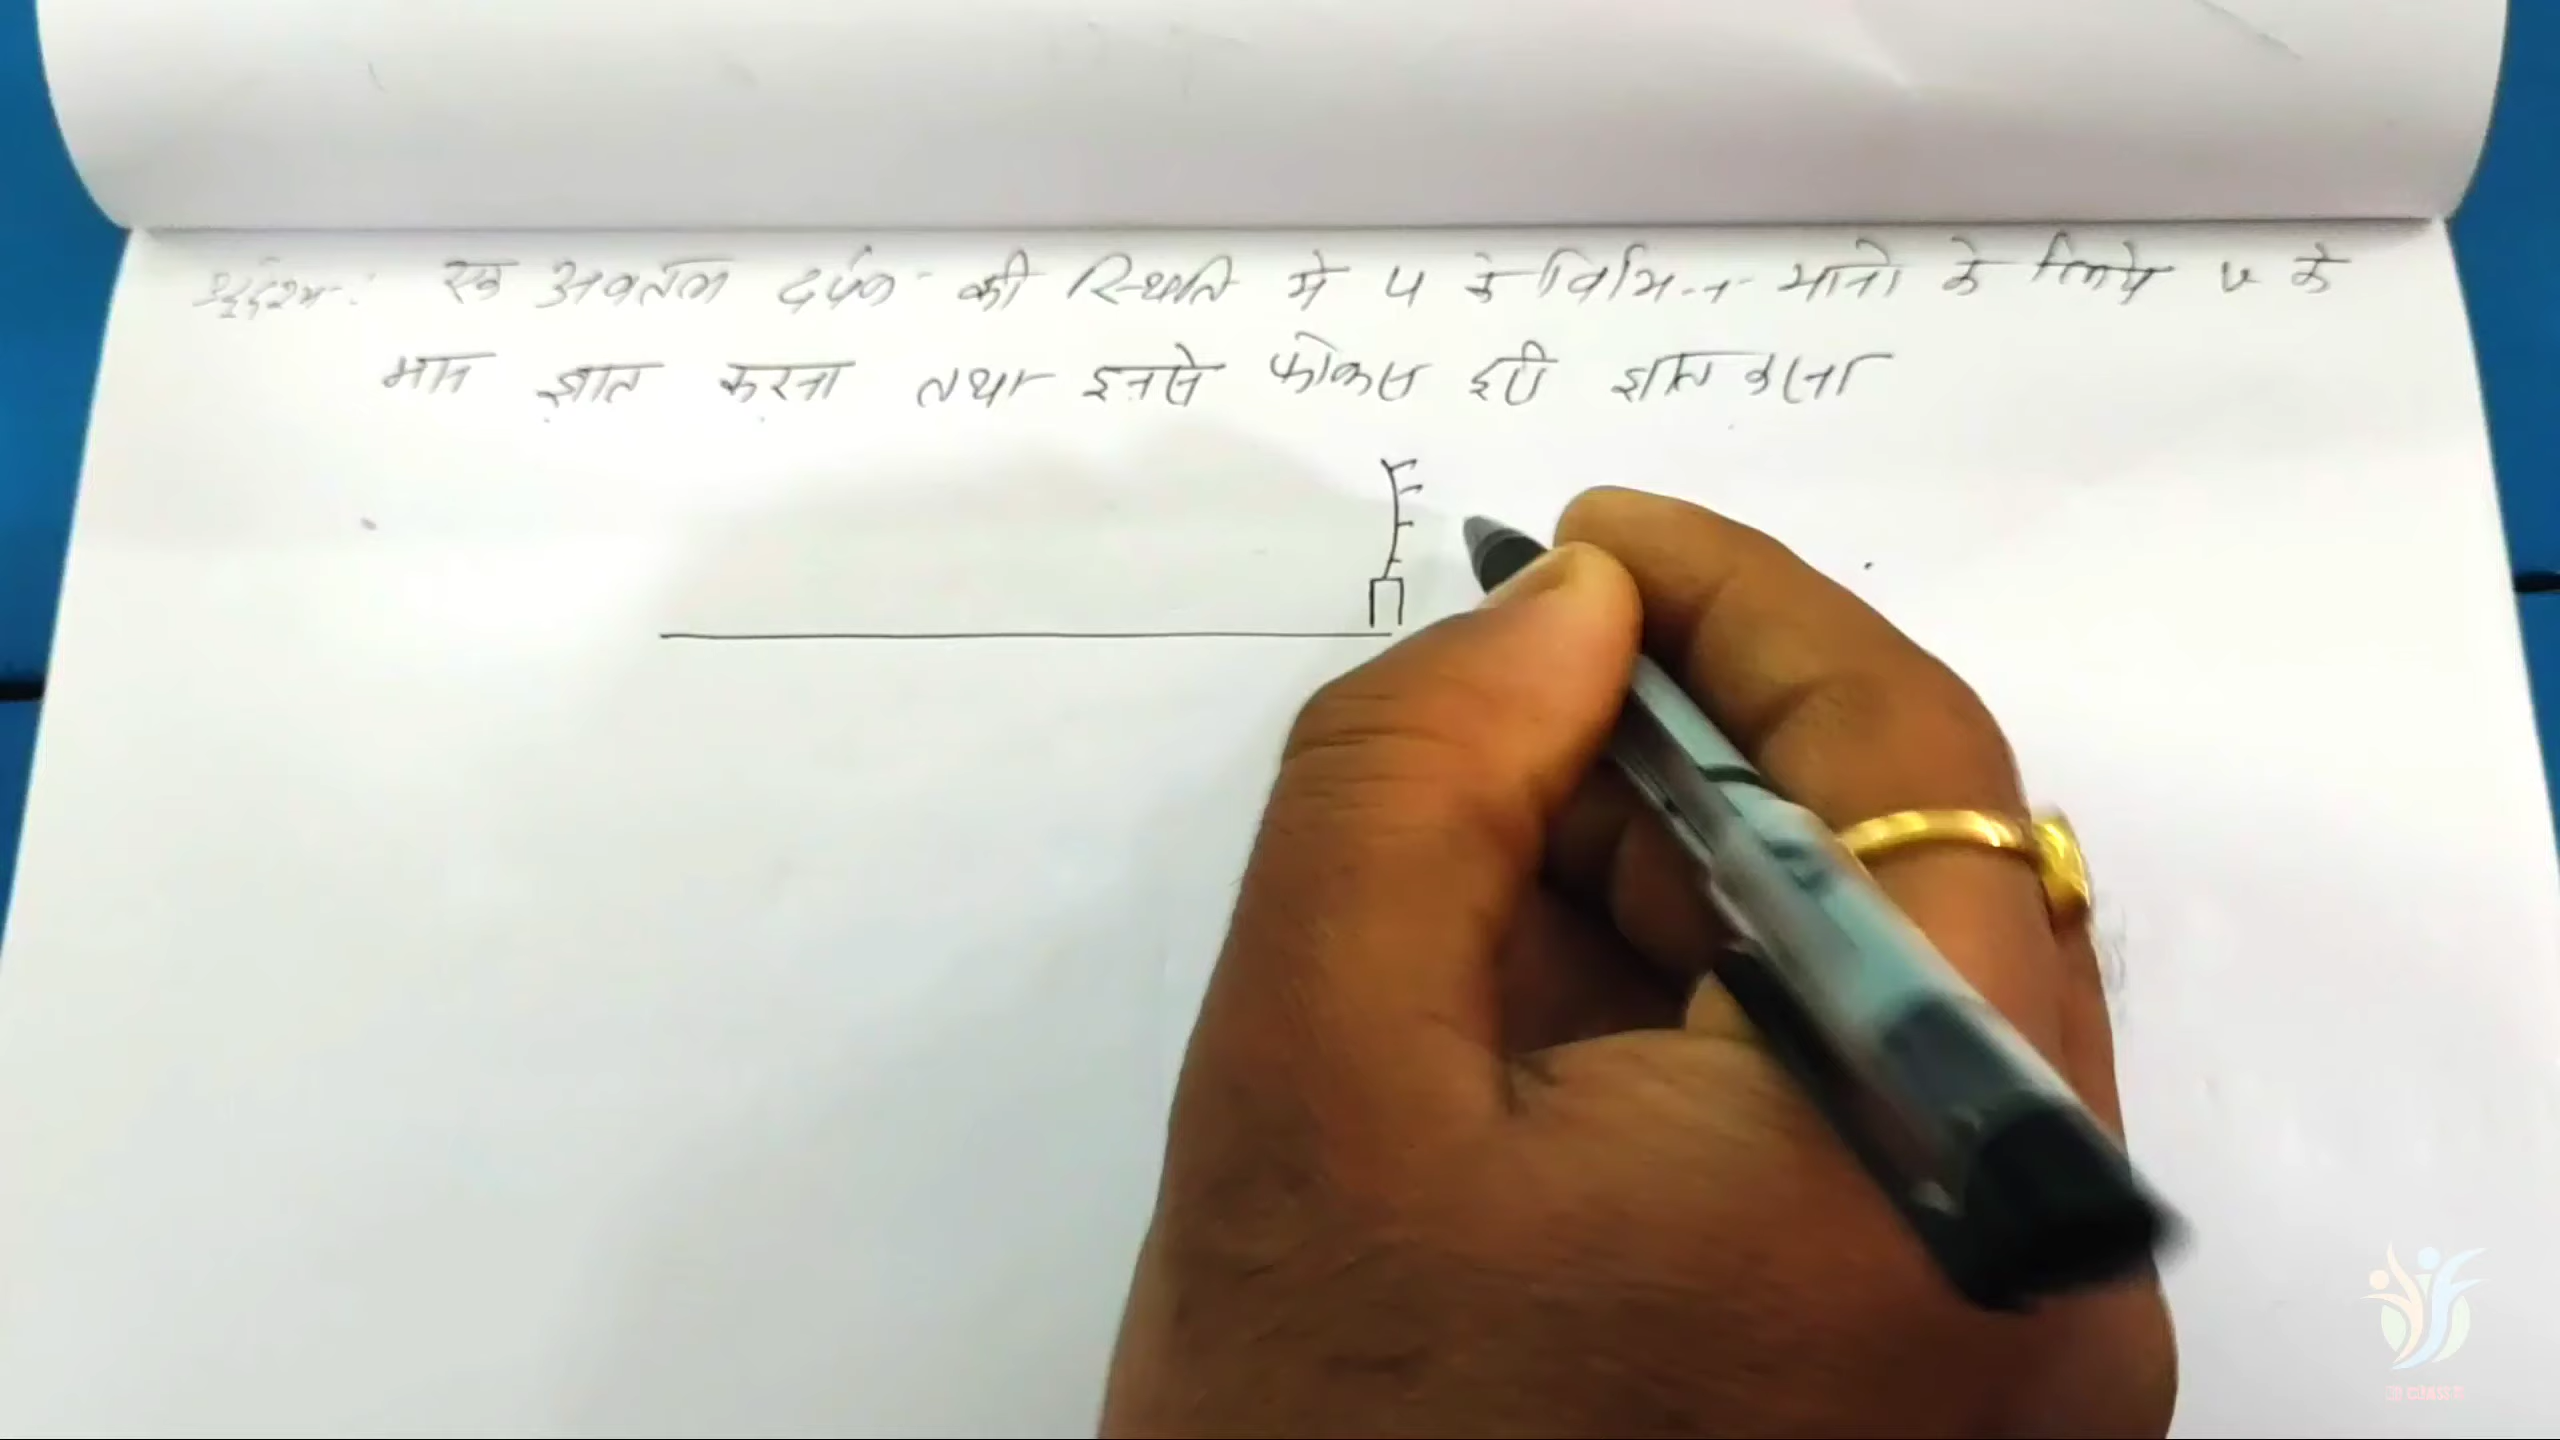 उद्देश्य: एक अवतल दर्पण की स्थिति में u के विभिन्न मानो के लिये v के
मान ज्ञात करना तथा इनसे फोकस दूरी ज्ञात करना